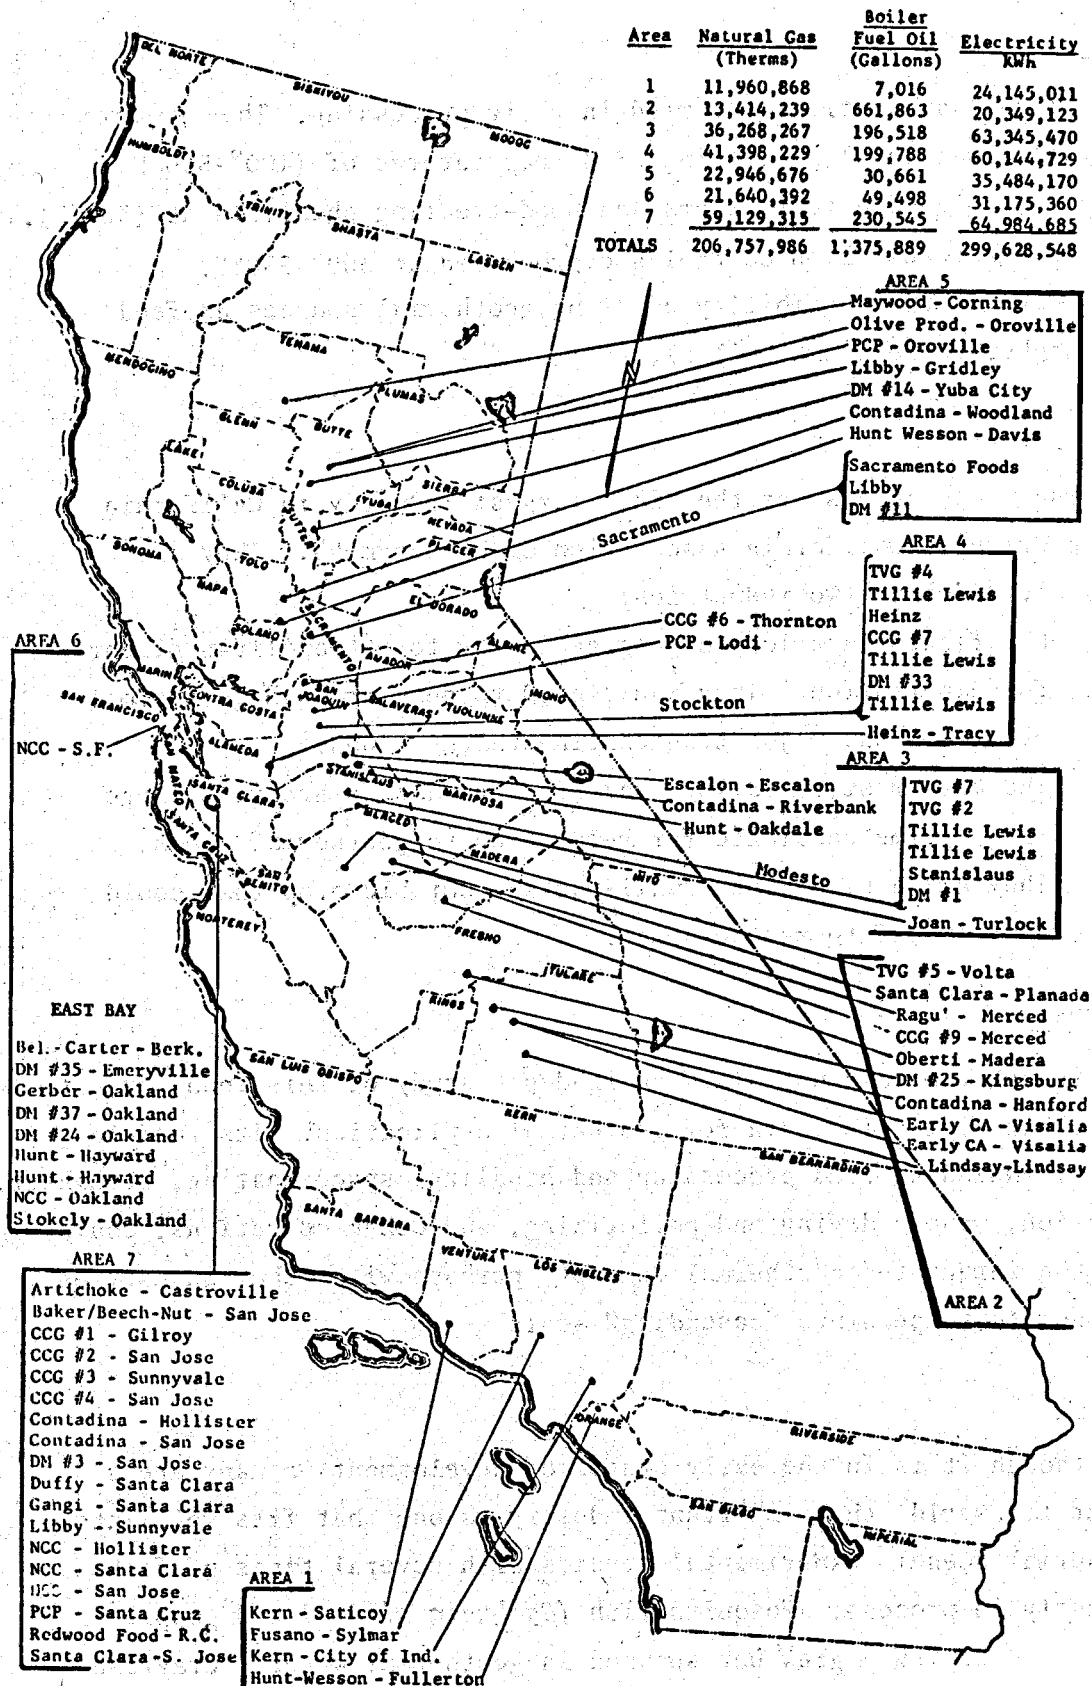 Area Natural Gas (Therms) Boiler Fuel Oil (Gallons) Electricity KWh
1 11,960,868 7,016 24,145,011
2 13,414,239 661,863 20,349,123
3 36,268,267 196,518 63,345,470
4 41,398,229 199,788 60,144,729
5 22,946,676 30,661 35,484,170
6 21,640,392 49,498 31,175,360
7 59,129,315 230,545 64,984,685
TOTALS 206,757,986 1,375,889 299,628,548
DEL NORTE
SISKIYOU
MODOC
HUMBOLDT
TRINITY
SHASTA
LASSEN
MENDOCINO
TEHAMA
PLUMAS
GLENN
BUTTE
LAKE
COLUSA
SUTTER
YUBA
SIERRA
NEVADA
PLACER
SONOMA
NAPA
YOLO
SOLANO
SACRAMENTO
EL DORADO
AMADOR
ALPINE
MARIN
CONTRA COSTA
SAN JOAQUIN
CALAVERAS
TUOLUMNE
MONO
SAN FRANCISCO
ALAMEDA
SAN MATEO
SANTA CLARA
STANISLAUS
MARIPOSA
SANTA CRUZ
MERCED
SAN BENITO
MADERA
INYO
MONTEREY
FRESNO
KINGS
TULARE
SAN LUIS OBISPO
KERN
SAN BERNARDINO
SANTA BARBARA
VENTURA
LOS ANGELES
ORANGE
RIVERSIDE
SAN DIEGO
IMPERIAL
AREA 5
Maywood - Corning
Olive Prod. - Oroville
PCP - Oroville
Libby - Gridley
DM #14 - Yuba City
Contadina - Woodland
Hunt Wesson - Davis
Sacramento
Sacramento Foods
Libby
DM #11
AREA 4
CCG #6 - Thornton
PCP - Lodi
Stockton
TVG #4
Tillie Lewis
Heinz
CCG #7
Tillie Lewis
DM #33
Tillie Lewis
Heinz - Tracy
AREA 3
Escalon - Escalon
Contadina - Riverbank
Hunt - Oakdale
Modesto
TVG #7
TVG #2
Tillie Lewis
Tillie Lewis
Stanislaus
DM #1
Joan - Turlock
TVG #5 - Volta
Santa Clara - Planada
Ragu' - Merced
CCG #9 - Merced
Oberti - Madera
DM #25 - Kingsburg
Contadina - Hanford
Early CA - Visalia
Early CA - Visalia
Lindsay-Lindsay
AREA 2
AREA 6
NCC - S.F.
EAST BAY
Bel.-Carter - Berk.
DM #35 - Emeryville
Gerber - Oakland
DM #37 - Oakland
DM #24 - Oakland
Hunt - Hayward
Hunt - Hayward
NCC - Oakland
Stokely - Oakland
AREA 7
Artichoke - Castroville
Baker/Beech-Nut - San Jose
CCG #1 - Gilroy
CCG #2 - San Jose
CCG #3 - Sunnyvale
CCG #4 - San Jose
Contadina - Hollister
Contadina - San Jose
DM #3 - San Jose
Duffy - Santa Clara
Gangi - Santa Clara
Libby - Sunnyvale
NCC - Hollister
NCC - Santa Clara
- San Jose
PCP - Santa Cruz
Redwood Food - R.C.
Santa Clara-S. Jose
AREA 1
Kern - Saticoy
Fusano - Sylmar
Kern - City of Ind.
Hunt-Wesson - Fullerton